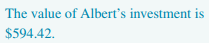 The value of Albert’s investment is
$594.42.